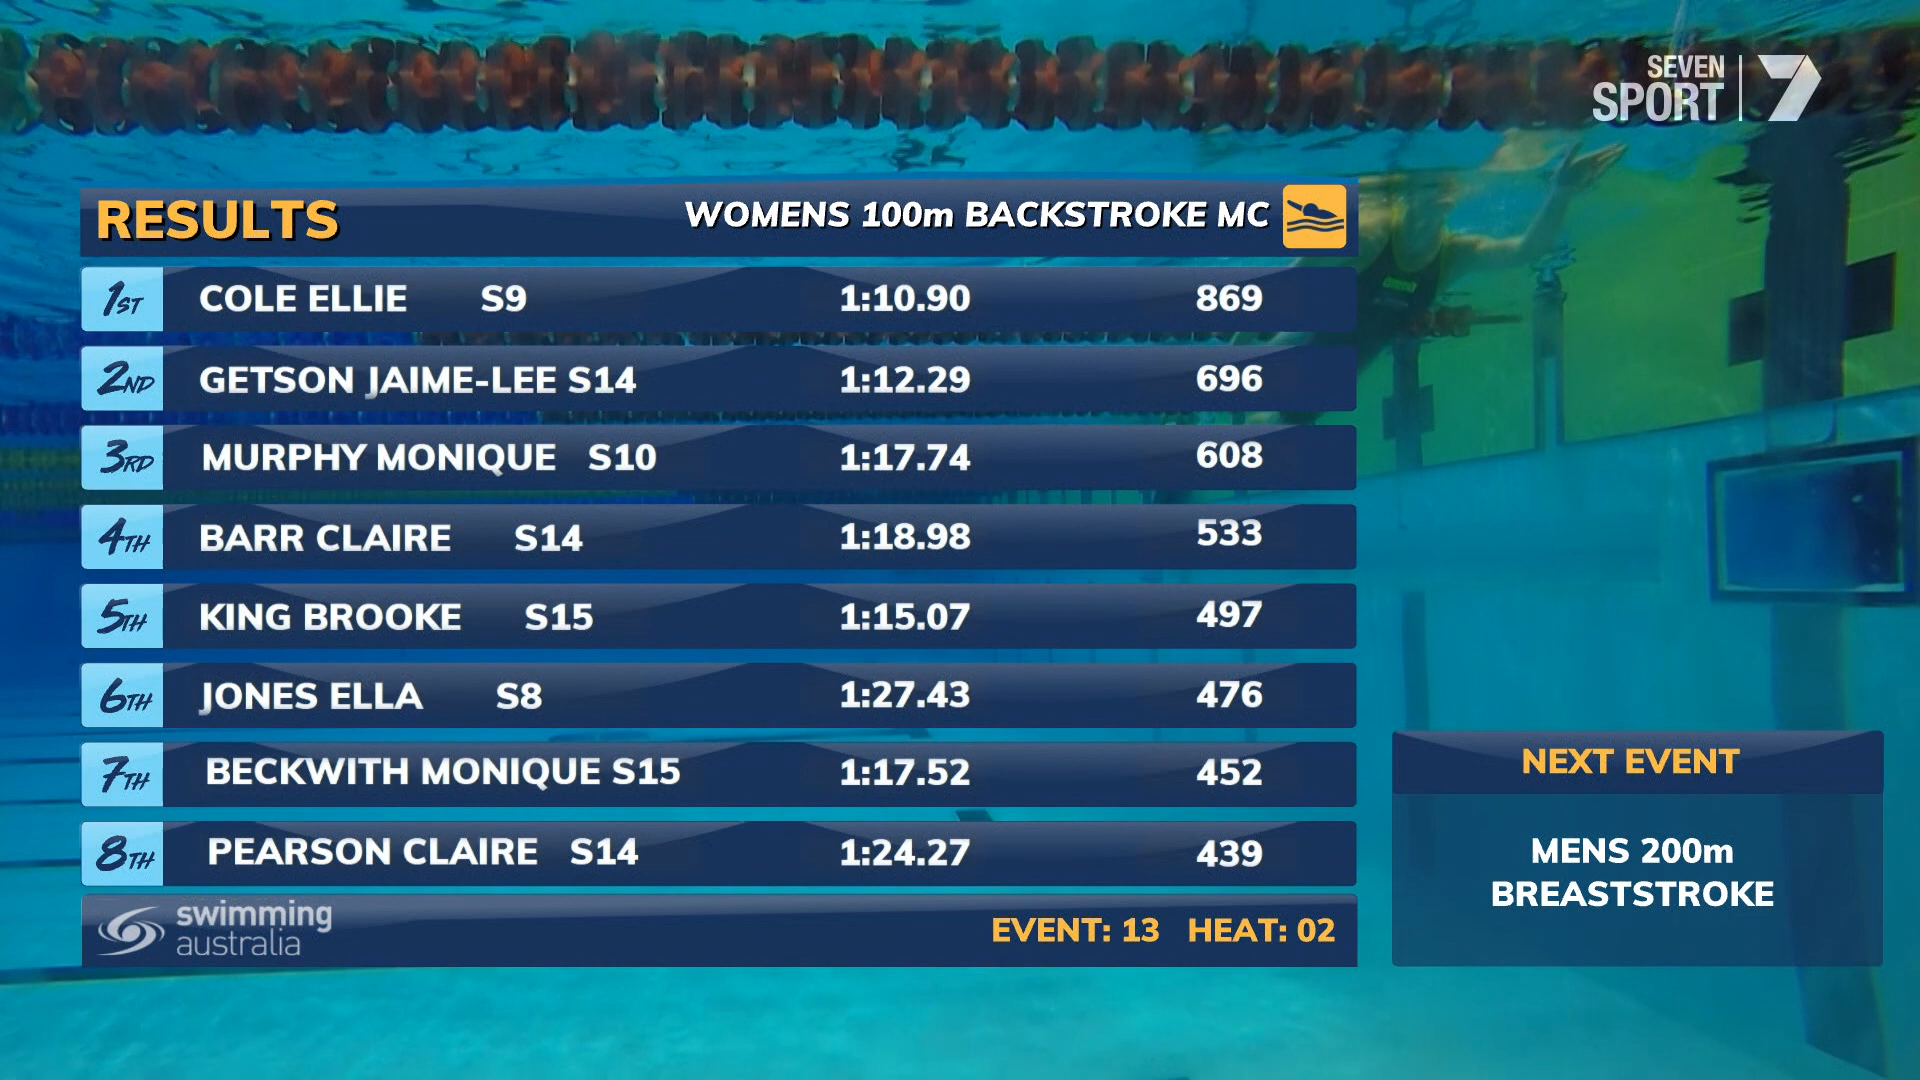 SEVEN
SPORT
RESULTS WOMENS 100m BACKSTROKE MC
1ST COLE ELLIE S9 1:10.90 869
2ND GETSON JAIME-LEE S14 1:12.29 696
3RD MURPHY MONIQUE S10 1:17.74 608
4TH BARR CLAIRE S14 1:18.98 533
5TH KING BROOKE S15 1:15.07 497
6TH JONES ELLA S8 1:27.43 476
7TH BECKWITH MONIQUE S15 1:17.52 452
8TH PEARSON CLAIRE S14 1:24.27 439
swimming
australia
EVENT: 13 HEAT: 02
NEXT EVENT
MENS 200m
BREASTSTROKE